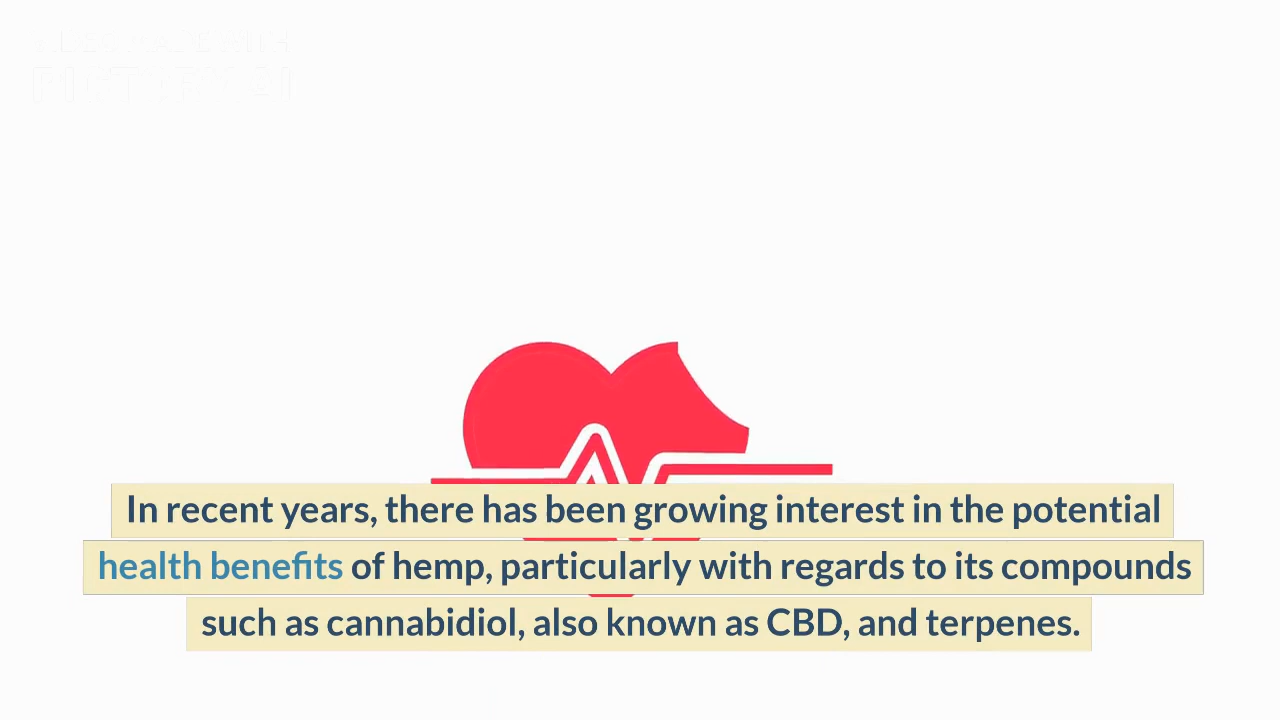 In recent years, there has been growing interest in the potential
health benefits of hemp, particularly with regards to its compounds
such as cannabidiol, also known as CBD, and terpenes.